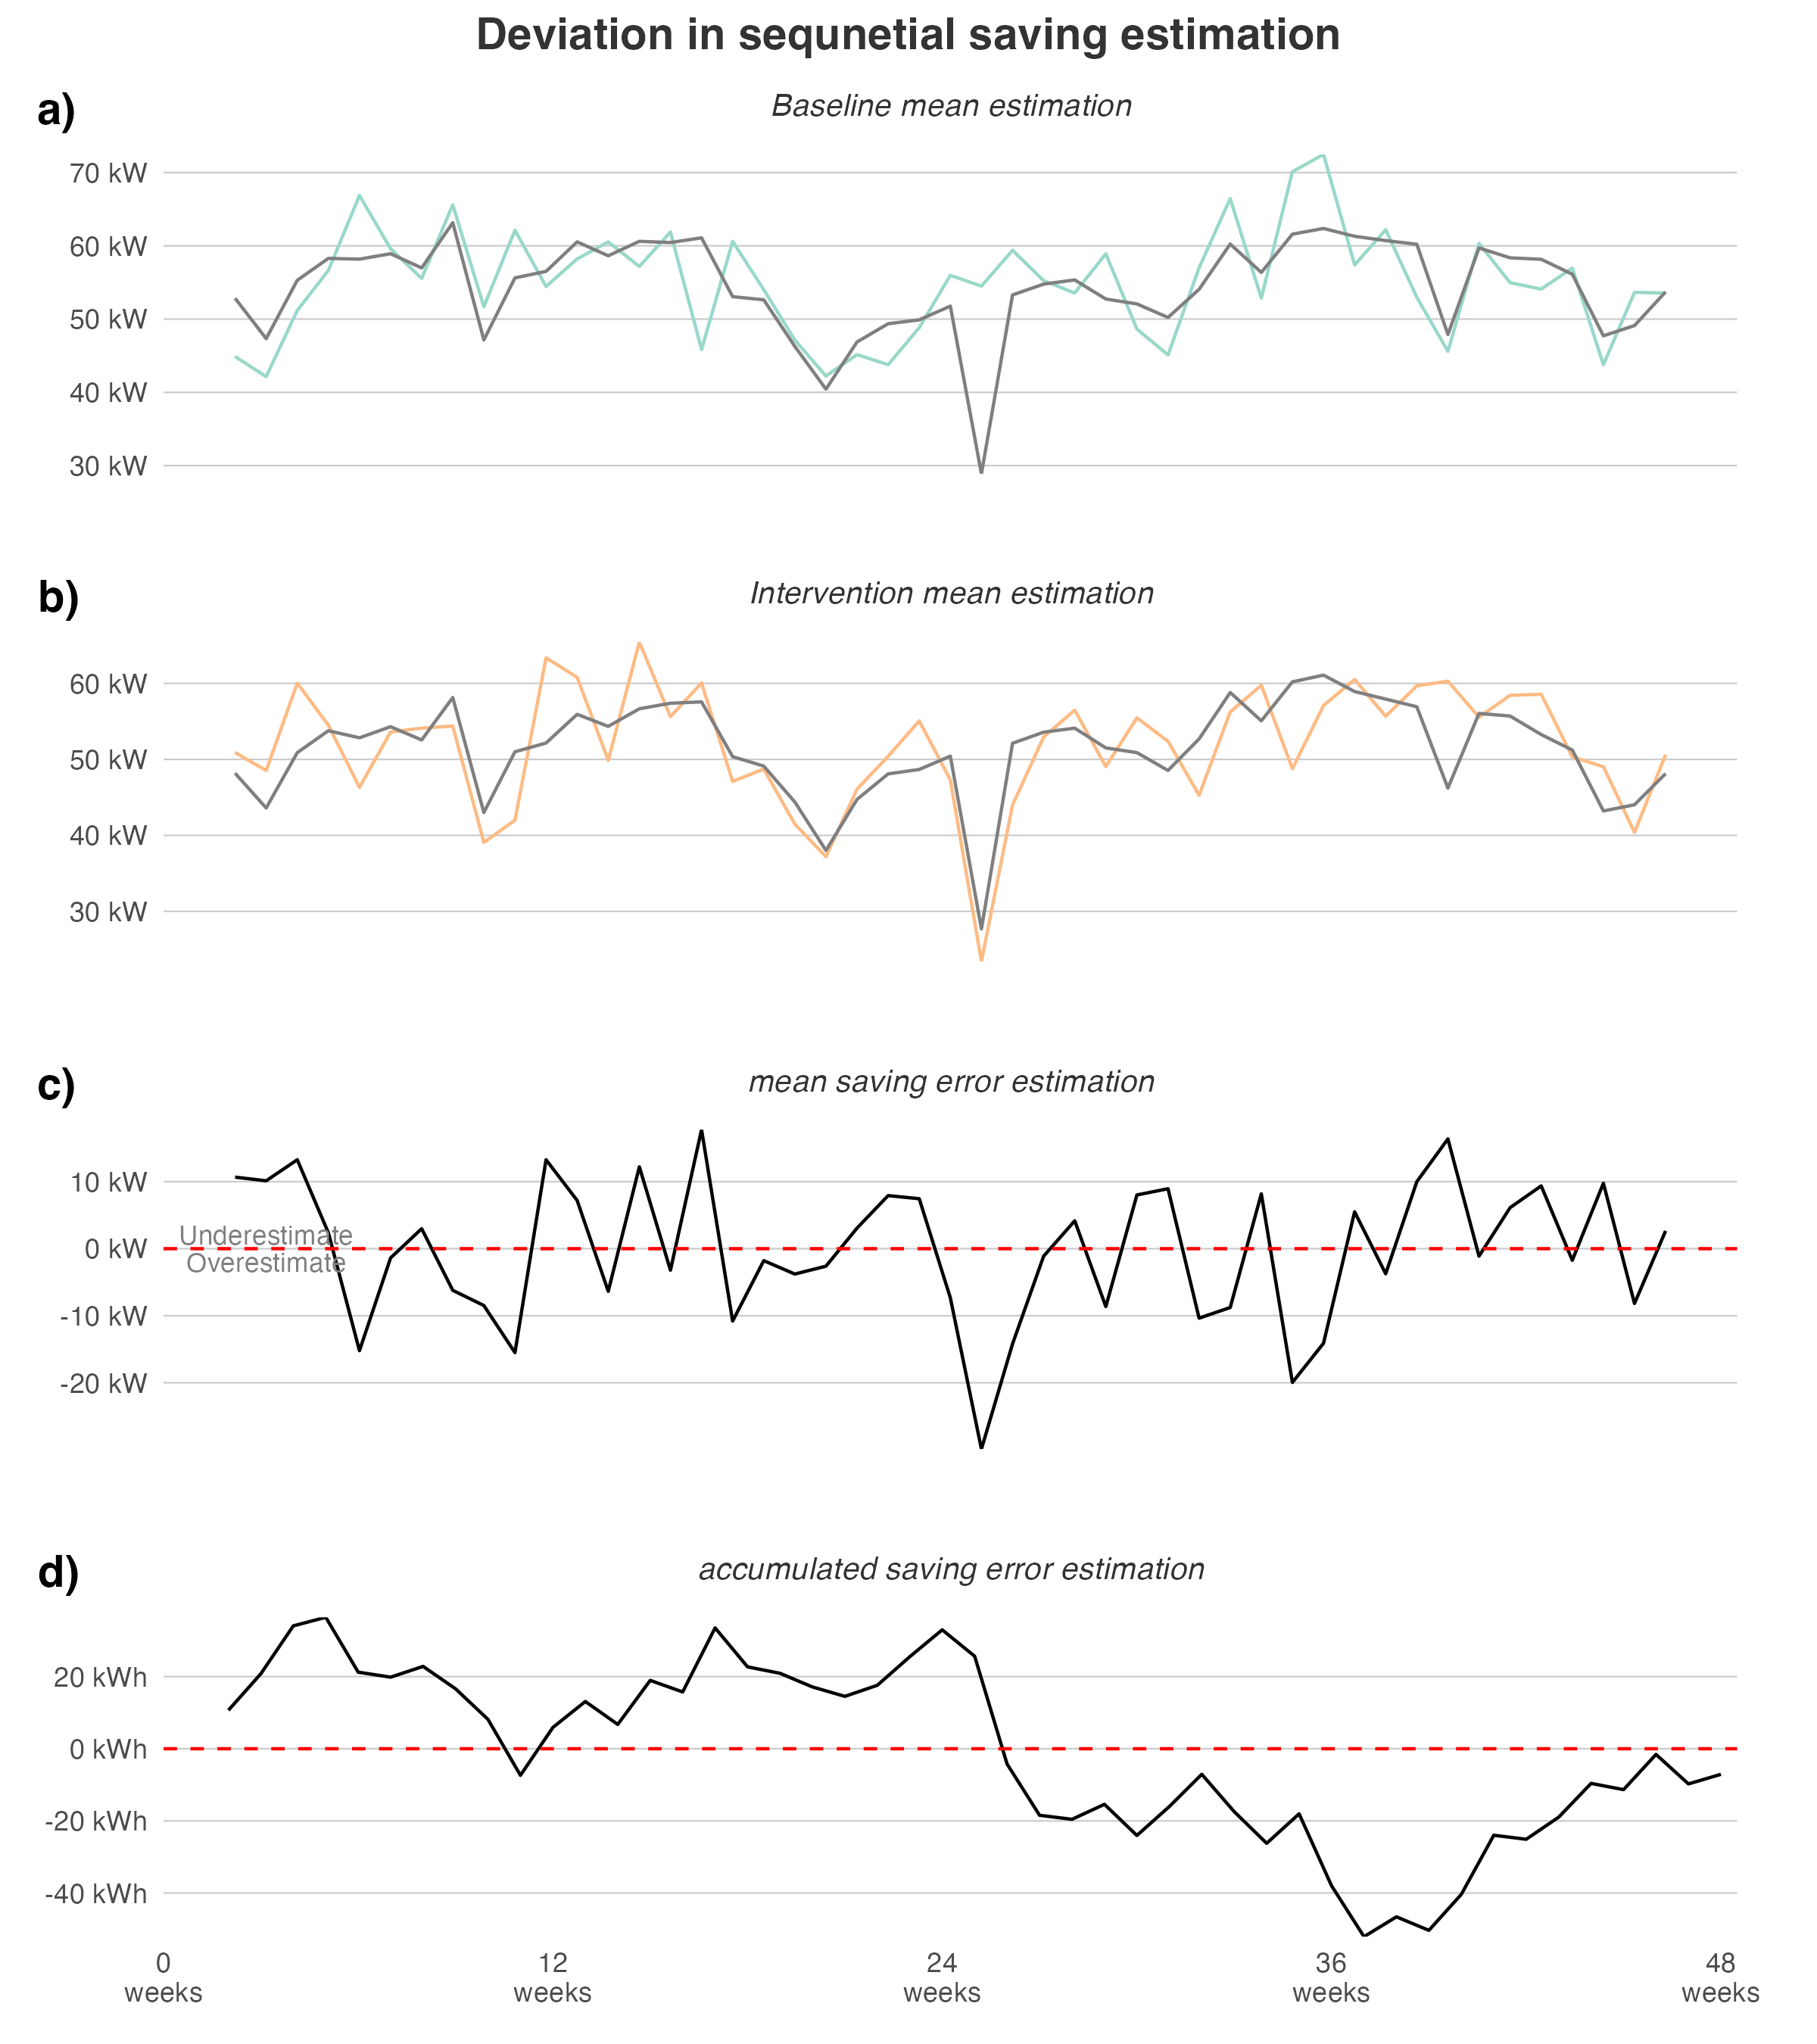 Deviation in sequnetial saving estimation
a)
Baseline mean estimation
70 kW
60 kW
50 kW
40 kW
30 kW
b)
Intervention mean estimation
60 kW
50 kW
40 kW
30 kW
c)
mean saving error estimation
10 kW
Underestimate
0 kW
Overestimate
-10 kW
-20 kW
d)
accumulated saving error estimation
20 kWh
0 kWh
-20 kWh
-40 kWh
0 12 24 36 48
weeks weeks weeks weeks weeks